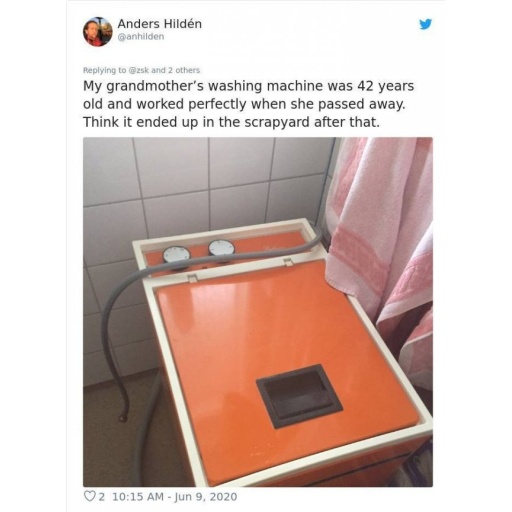 Anders Hildén
@anhilden
Replying to @zsk and 2 others
My grandmother's washing machine was 42 years
old and worked perfectly when she passed away.
Think it ended up in the scrapyard after that.
2 10:15 AM - Jun 9, 2020